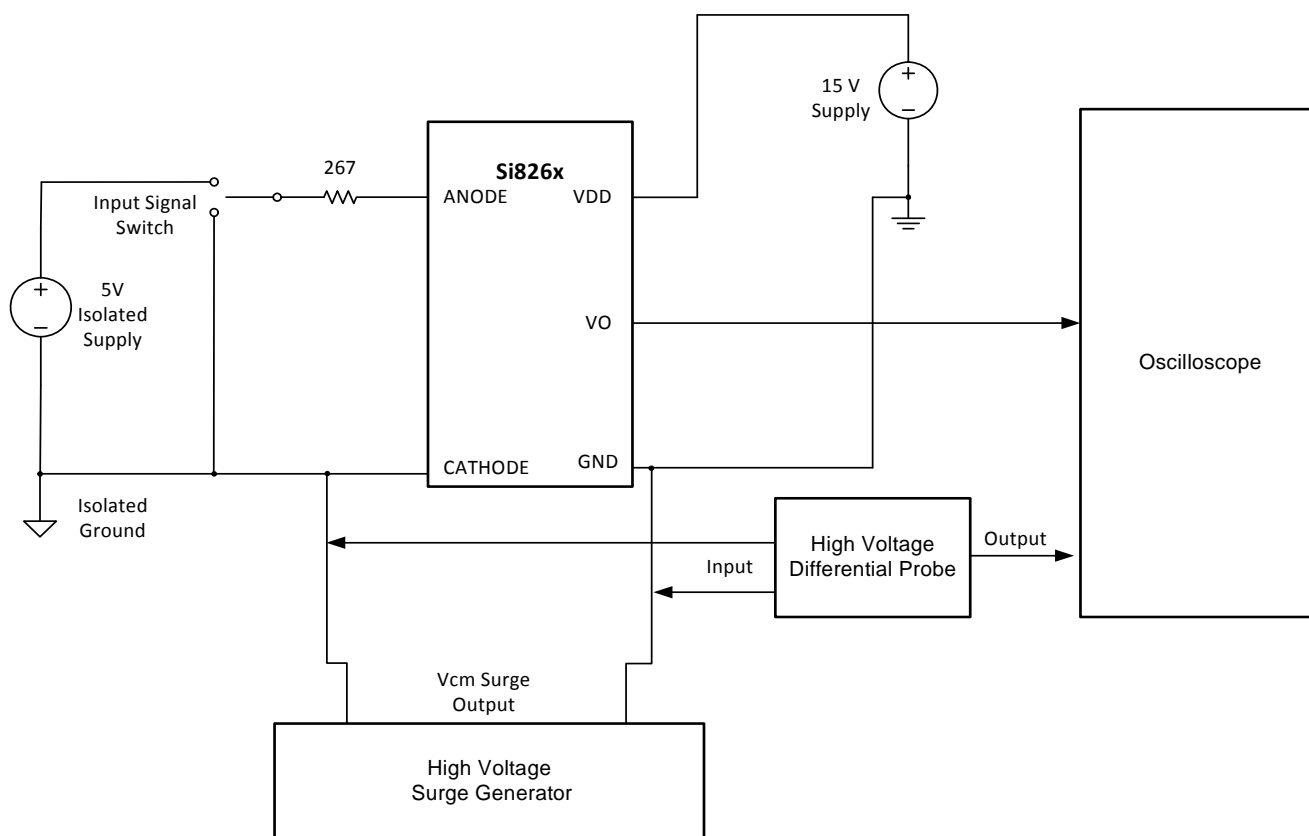 15 V
Supply
+
−
267
Si826x
ANODE
VDD
Input Signal
Switch
+
−
5V
Isolated
Supply
VO
Oscilloscope
CATHODE
GND
Isolated
Ground
High Voltage
Differential Probe
Output
Input
Vcm Surge
Output
High Voltage
Surge Generator